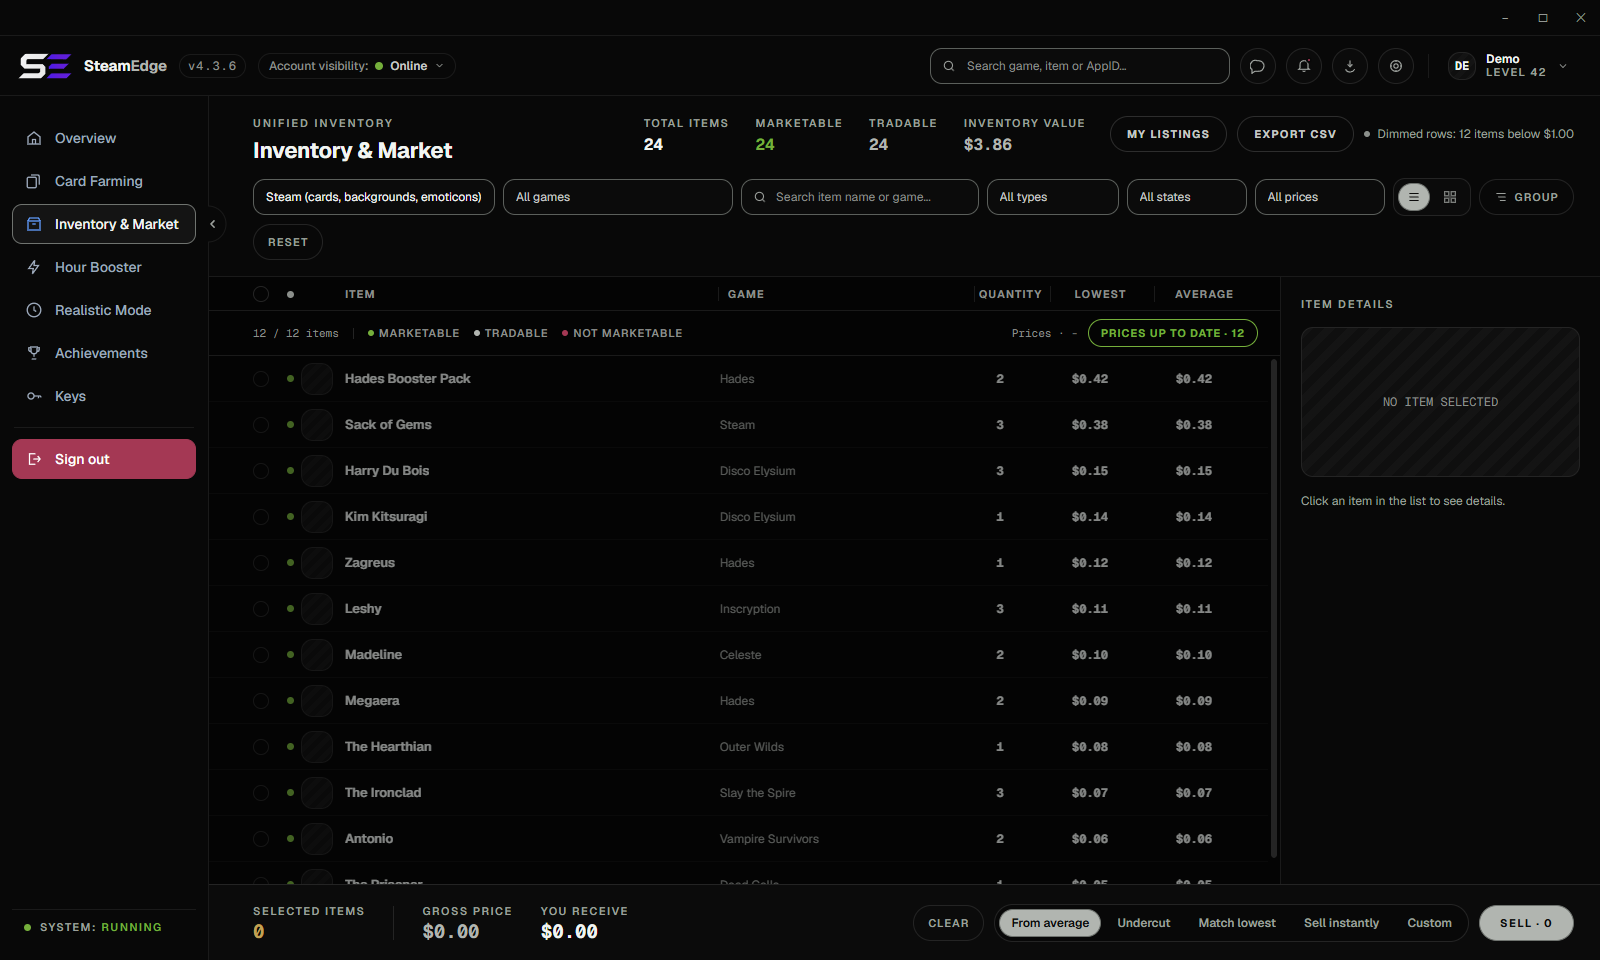 SE SteamEdge v4.3.6 Account visibility: Online
Search game, item or AppID...
DE Demo
LEVEL 42
Overview
Card Farming
Inventory & Market
Hour Booster
Realistic Mode
Achievements
Keys
Sign out
SYSTEM: RUNNING
UNIFIED INVENTORY
Inventory & Market
TOTAL ITEMS
24
MARKETABLE
24
TRADABLE
24
INVENTORY VALUE
$3.86
MY LISTINGS
EXPORT CSV
Dimmed rows: 12 items below $1.00
Steam (cards, backgrounds, emoticons)
All games
Search item name or game...
All types
All states
All prices
GROUP
RESET
ITEM GAME QUANTITY LOWEST AVERAGE
12 / 12 items MARKETABLE TRADABLE NOT MARKETABLE Prices · - PRICES UP TO DATE · 12
Hades Booster Pack Hades 2 $0.42 $0.42
Sack of Gems Steam 3 $0.38 $0.38
Harry Du Bois Disco Elysium 3 $0.15 $0.15
Kim Kitsuragi Disco Elysium 1 $0.14 $0.14
Zagreus Hades 1 $0.12 $0.12
Leshy Inscryption 3 $0.11 $0.11
Madeline Celeste 2 $0.10 $0.10
Megaera Hades 2 $0.09 $0.09
The Hearthian Outer Wilds 1 $0.08 $0.08
The Ironclad Slay the Spire 3 $0.07 $0.07
Antonio Vampire Survivors 2 $0.06 $0.06
The Prisoner Dead Cells 1 $0.05 $0.05
ITEM DETAILS
NO ITEM SELECTED
Click an item in the list to see details.
SELECTED ITEMS
0
GROSS PRICE
$0.00
YOU RECEIVE
$0.00
CLEAR
From average
Undercut
Match lowest
Sell instantly
Custom
SELL · 0